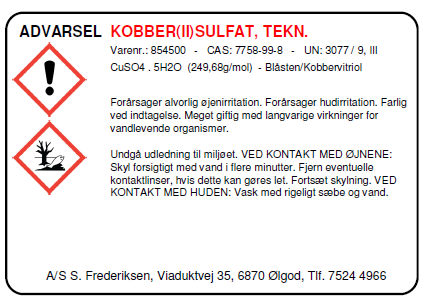 ADVARSEL KOBBER(II)SULFAT, TEKN.
Varenr.: 854500 - CAS: 7758-99-8 - UN: 3077 / 9, III
CuSO4 . 5H2O (249,68g/mol) - Blåsten/Kobbervitriol
Forårsager alvorlig øjenirritation. Forårsager hudirritation. Farlig
ved indtagelse. Meget giftig med langvarige virkninger for
vandlevende organismer.
Undgå udledning til miljøet. VED KONTAKT MED ØJNENE:
Skyl forsigtigt med vand i flere minutter. Fjern eventuelle
kontaktlinser, hvis dette kan gøres let. Fortsæt skylning. VED
KONTAKT MED HUDEN: Vask med rigeligt sæbe og vand.
A/S S. Frederiksen, Viaduktvej 35, 6870 Ølgod, Tlf. 7524 4966